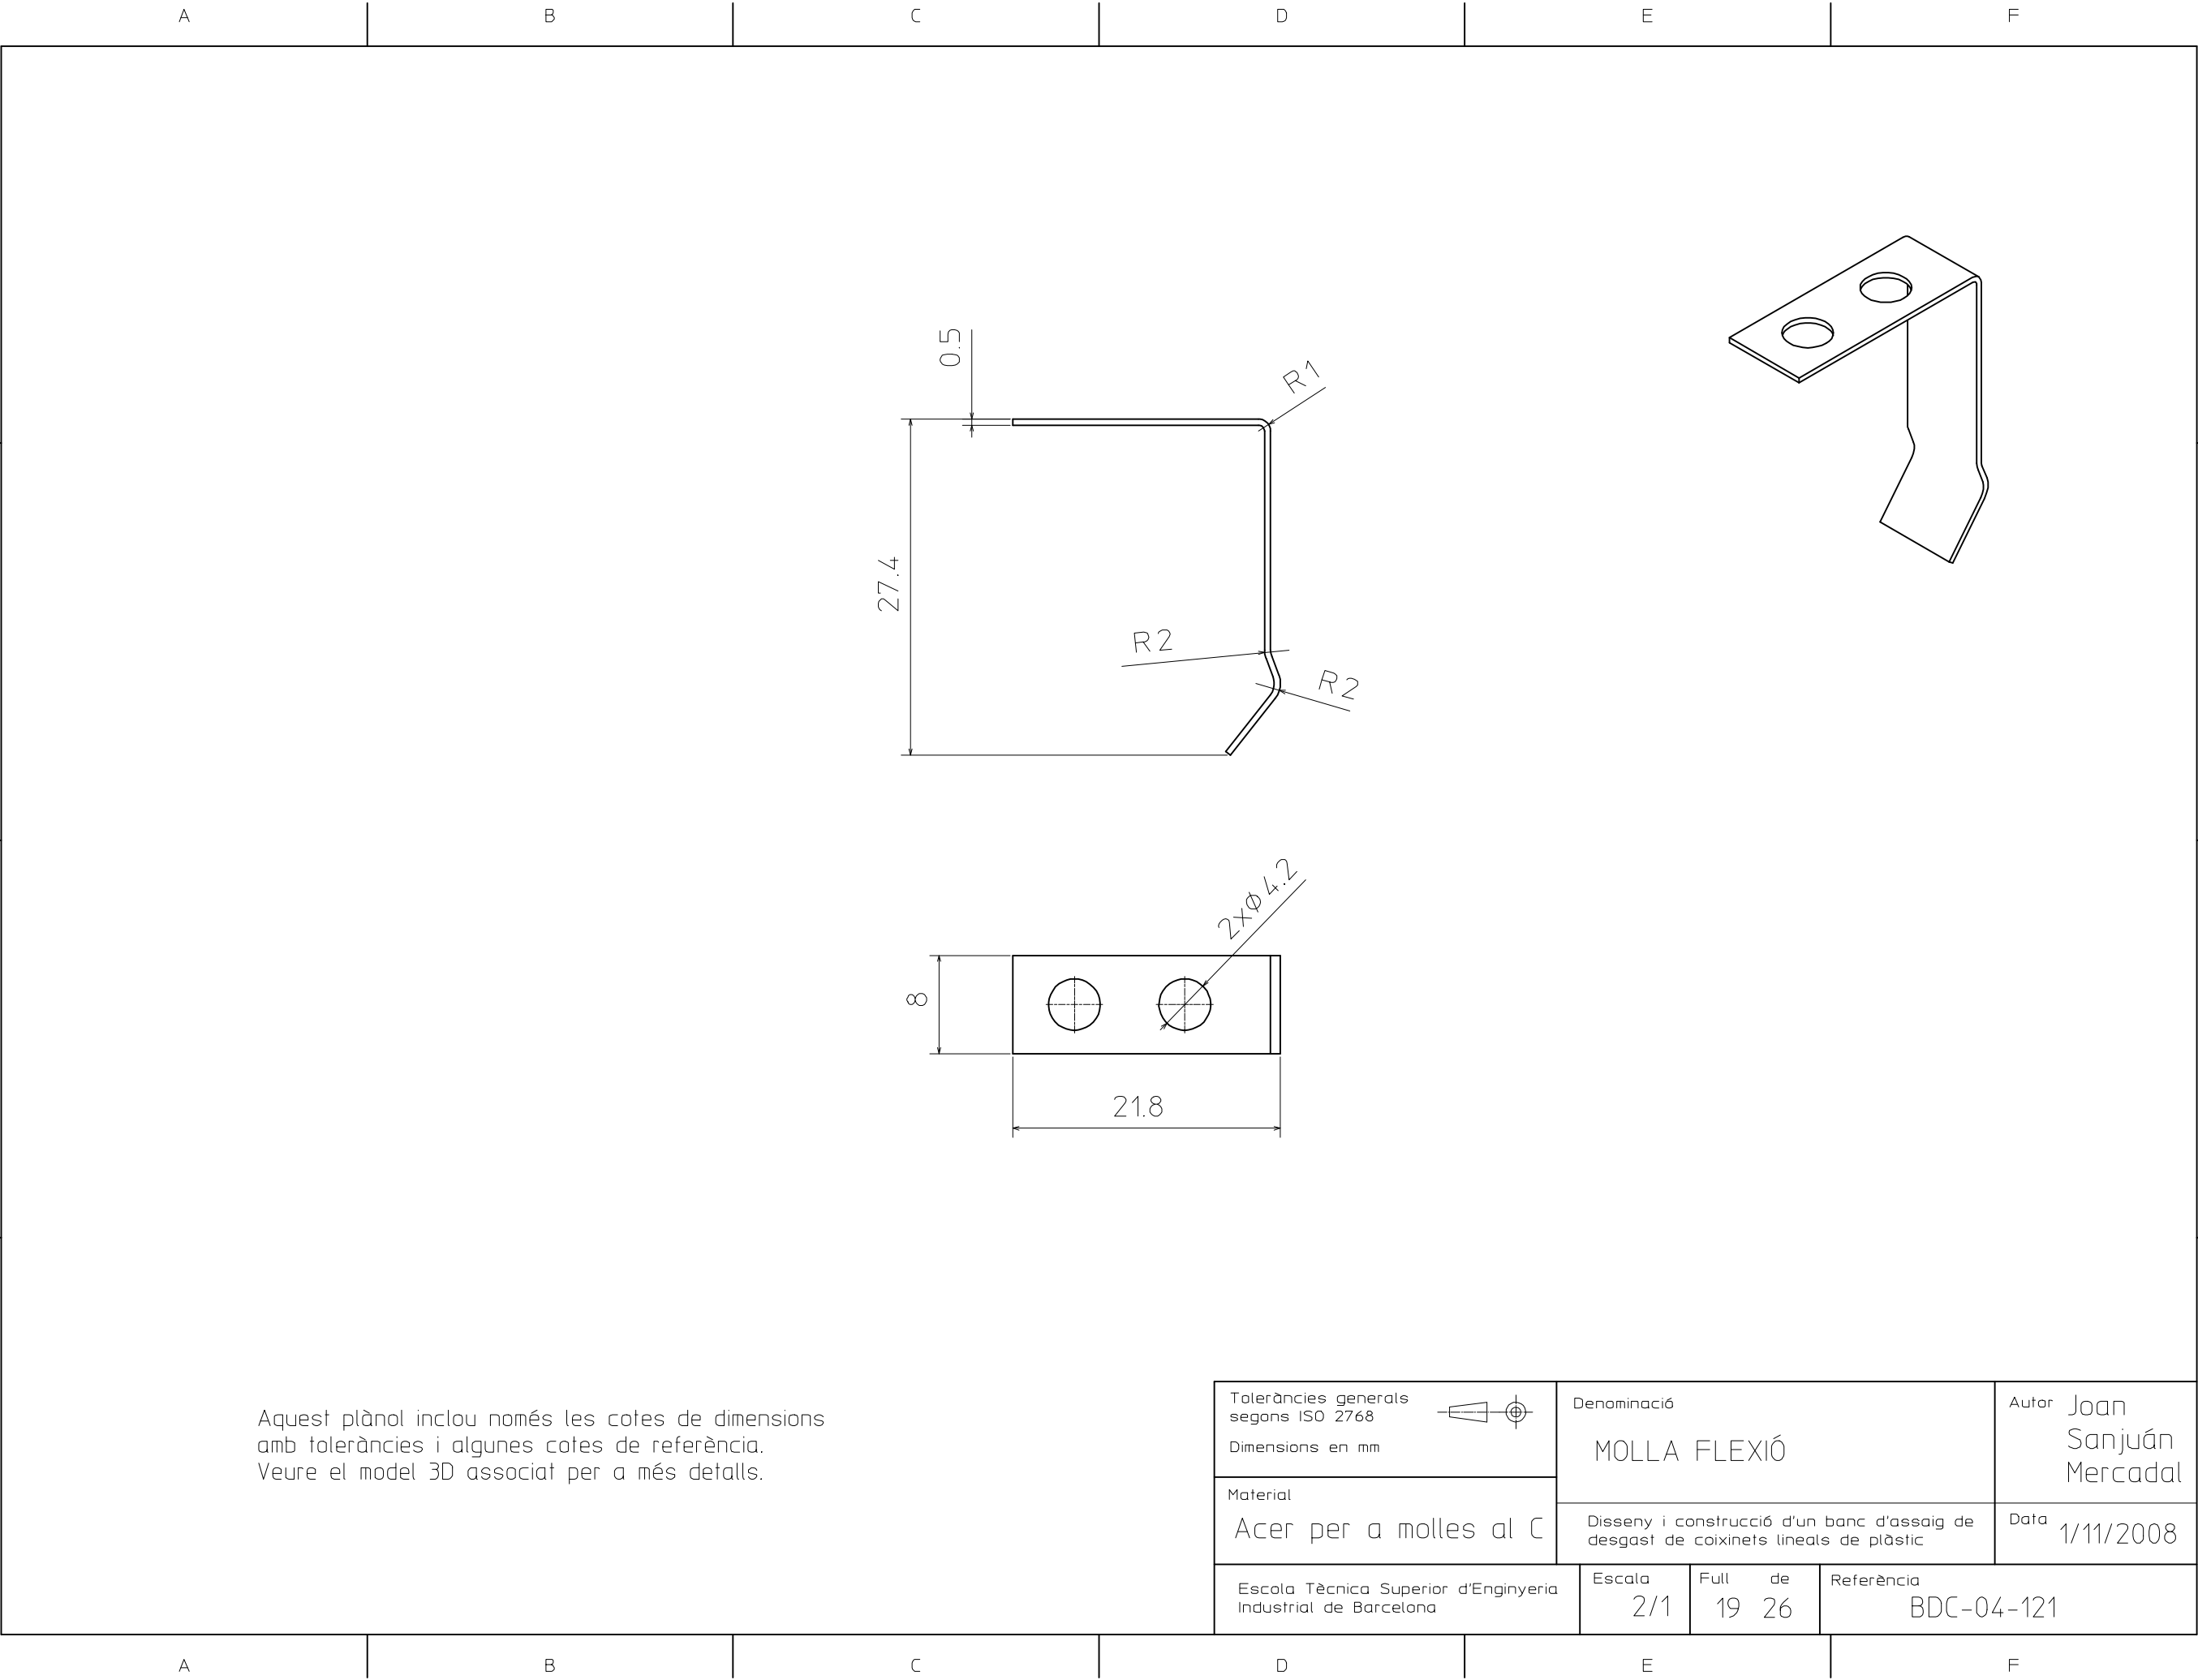 A B C D E F
0.5
R1
27.4
R2
R2
2xØ4.2
8
21.8
Aquest plànol inclou només les cotes de dimensions
amb toleràncies i algunes cotes de referència.
Veure el model 3D associat per a més detalls.
Toleràncies generals
segons ISO 2768
Dimensions en mm
Material
Acer per a molles al C
Denominació
MOLLA FLEXIÓ
Disseny i construcció d'un banc d'assaig de
desgast de coixinets lineals de plàstic
Autor Joan
Sanjuán
Mercadal
Data 1/11/2008
Escola Tècnica Superior d'Enginyeria
Industrial de Barcelona
Escala
2/1
Full de
19 26
Referència
BDC-04-121
A B C D E F